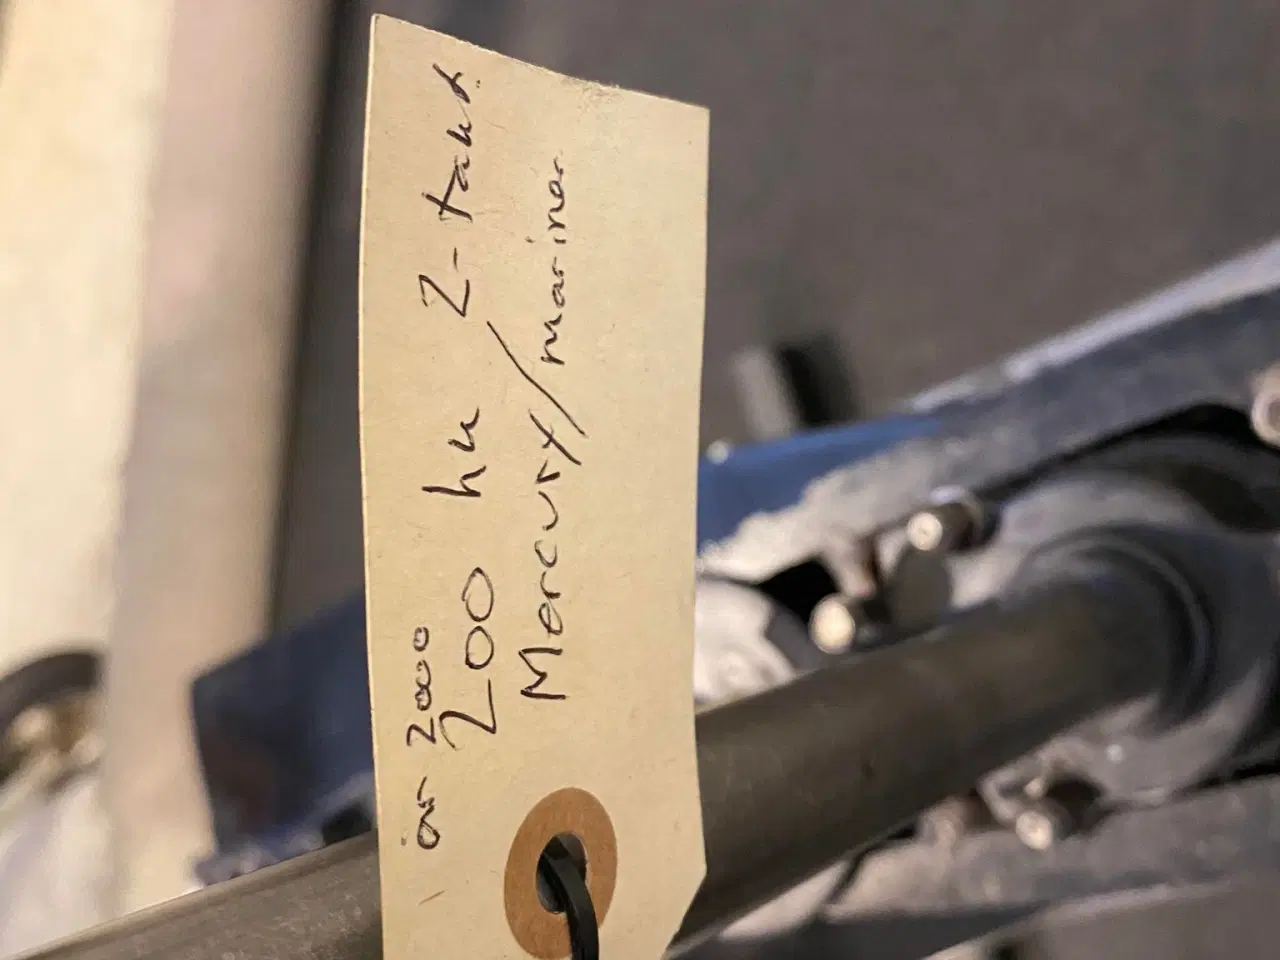 år 2000
200 hk 2-takt.
Mercury/mariner